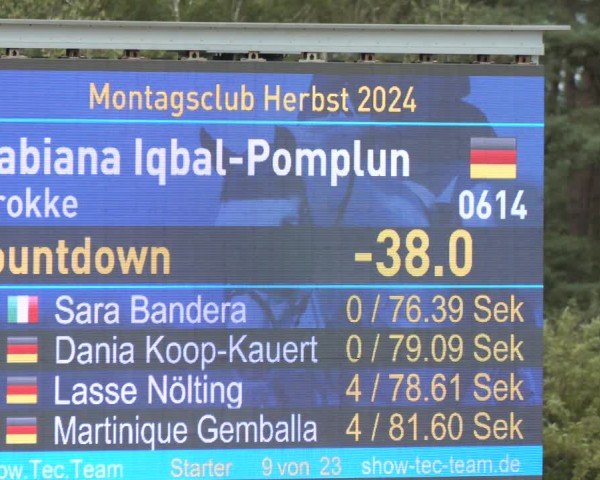 Montagsclub Herbst 2024
abiana Iqbal-Pomplun
rokke 0614
ountdown -38.0
Sara Bandera 0 / 76.39 Sek
Dania Koop-Kauert 0 / 79.09 Sek
Lasse Nölting 4 / 78.61 Sek
Martinique Gemballa 4 / 81.60 Sek
ow.Tec.Team Starter 9 von 23 show-tec-team.de